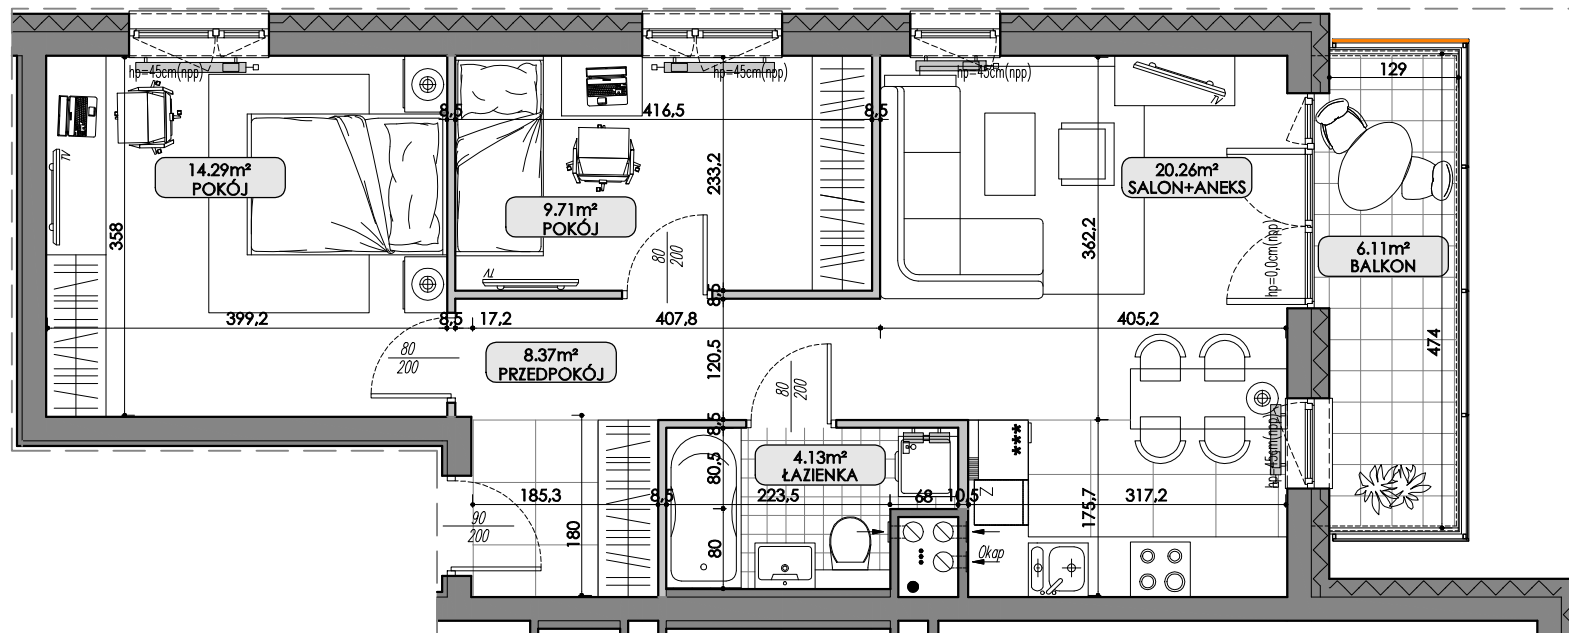 hp=45cm(npp)
hp=45cm(npp)
hp=45cm(npp)
129
8,5
416,5
8,5
TV
TV
14.29m²
POKÓJ
233,2
20.26m²
SALON+ANEKS
9.71m²
POKÓJ
358
362,2
80
200
hp=0,0cm(npp)
6.11m²
BALKON
TV
8,5
399,2
8,5
17,2
407,8
405,2
80
200
8.37m²
PRZEDPOKÓJ
120,5
474
80
200
8,5
***
4.13m²
ŁAZIENKA
80,5
hp=45cm(npp)
185,3
8,5
223,5
68
10,5
Z
175,7
317,2
90
200
180
80
Okap